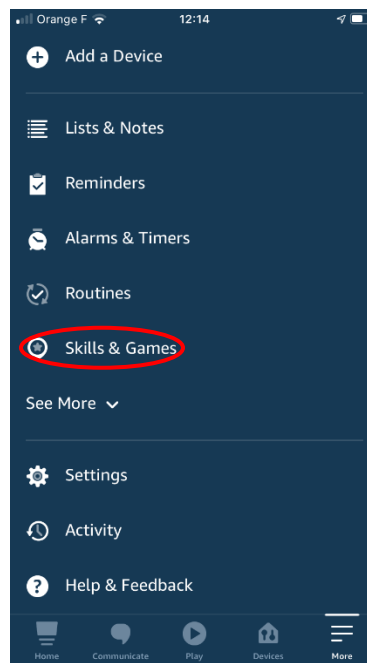 Orange F 12:14
Add a Device
Lists & Notes
Reminders
Alarms & Timers
Routines
Skills & Games
See More
Settings
Activity
Help & Feedback
Home Communicate Play Devices More